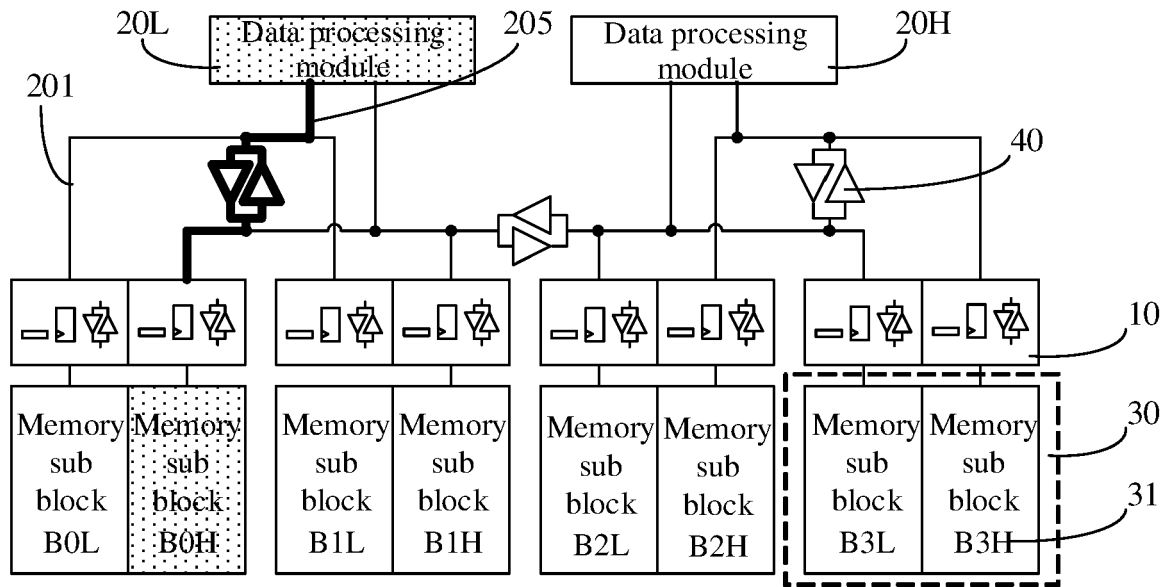 20L
Data processing
module
205
Data processing
module
20H
201
40
10
Memory
sub
block
B0L
Memory
sub
block
B0H
Memory
sub
block
B1L
Memory
sub
block
B1H
Memory
sub
block
B2L
Memory
sub
block
B2H
Memory
sub
block
B3L
Memory
sub
block
B3H
30
31